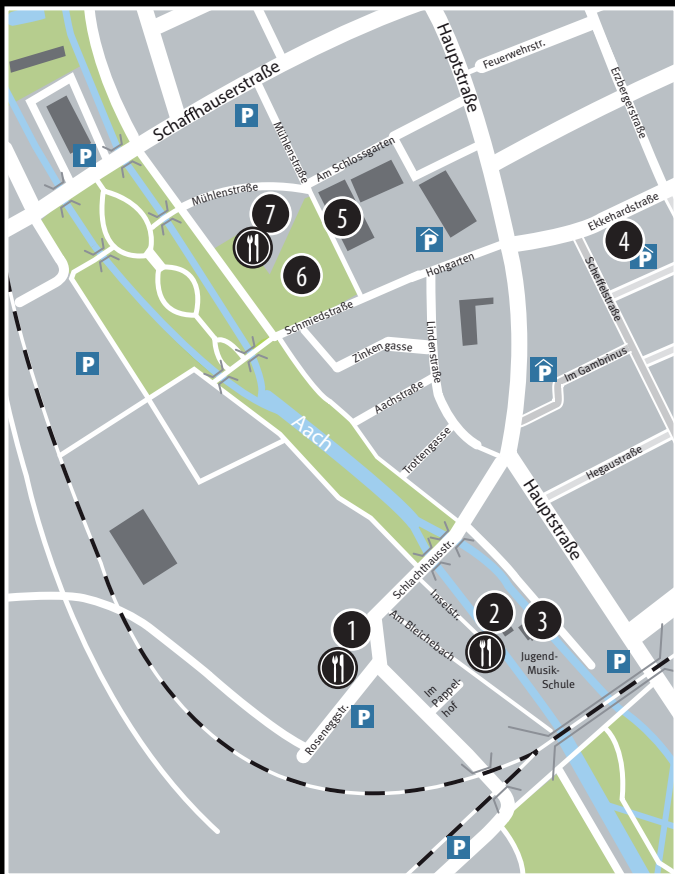 Hauptstraße
Feuerwehrstr.
Erzbergerstraße
Schaffhauserstraße
P
Mühlenstraße
Am Schlossgarten
P
Mühlenstraße
7
5
Ekkehardstraße
4
P
P
6
Hohgarten
Scheffelstraße
Schmiedstraße
Lindenstraße
Zinkengasse
P
P
Im Gambrinus
Aachstraße
Aach
Trottengasse
Hegaustraße
Hauptstraße
Schlachthausstr.
Inselstr.
1
2
3
Am Bleichebach
Jugend-
Musik-
Schule
P
Im
Pappel-
hof
P
Roseneggstr.
P